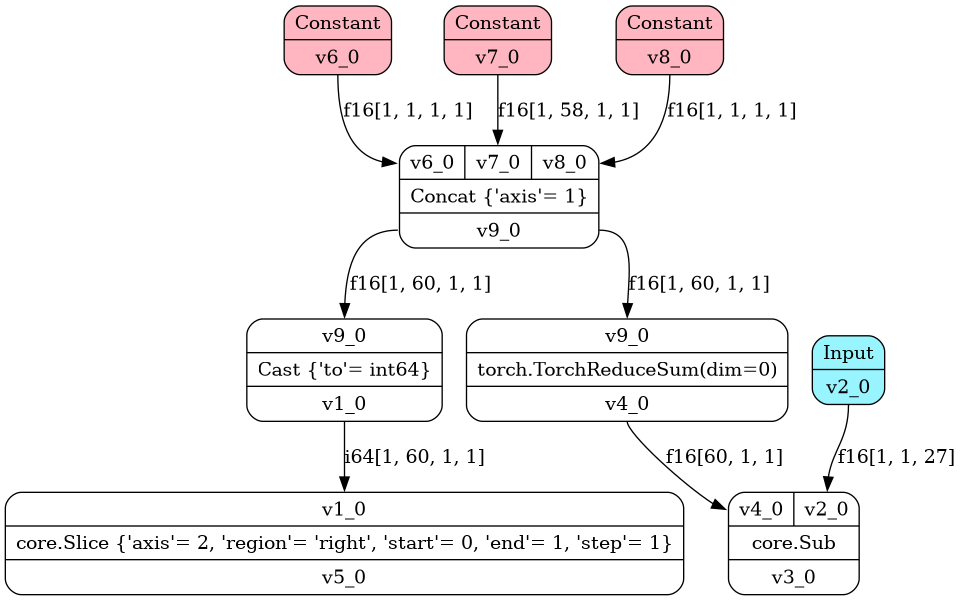 Constant
v6_0
Constant
v7_0
Constant
v8_0
f16[1, 1, 1, 1]
f16[1, 58, 1, 1]
f16[1, 1, 1, 1]
v6_0
v7_0
v8_0
Concat {'axis'= 1}
v9_0
f16[1, 60, 1, 1]
f16[1, 60, 1, 1]
v9_0
Cast {'to'= int64}
v1_0
v9_0
torch.TorchReduceSum(dim=0)
v4_0
Input
v2_0
i64[1, 60, 1, 1]
f16[60, 1, 1]
f16[1, 1, 27]
v1_0
core.Slice {'axis'= 2, 'region'= 'right', 'start'= 0, 'end'= 1, 'step'= 1}
v5_0
v4_0
v2_0
core.Sub
v3_0